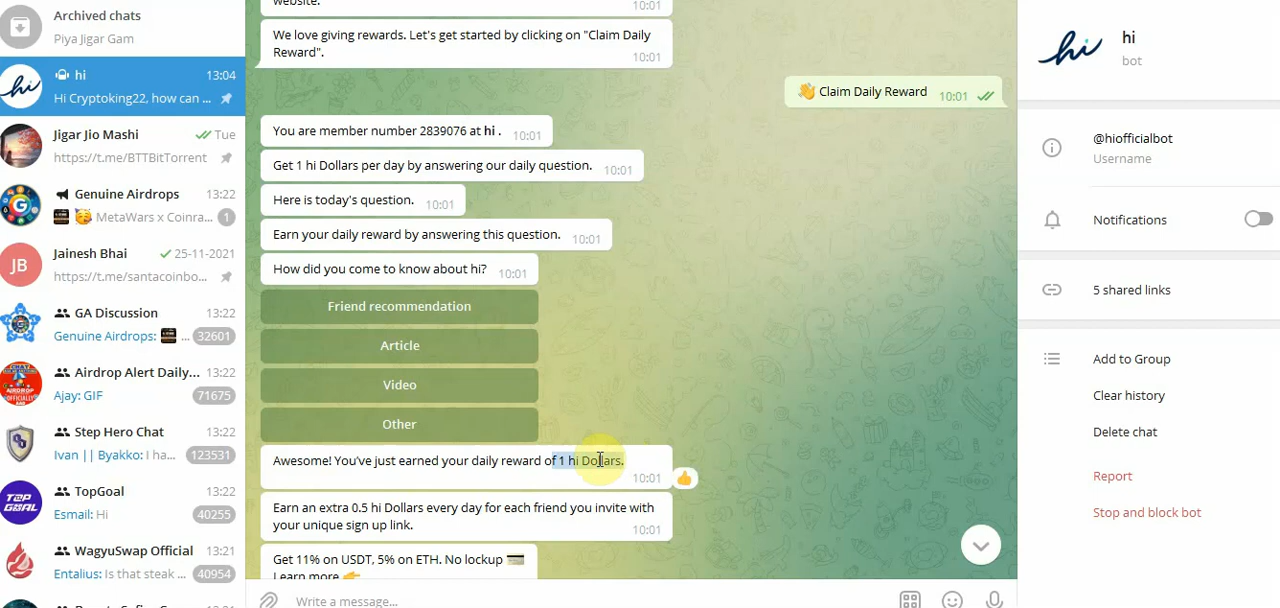 Archived chats
Piya Jigar Gam
hi
13:04
Hi Cryptoking22, how can ...
Jigar Jio Mashi
Tue
https://t.me/BTTBitTorrent
Genuine Airdrops
13:22
MetaWars x Coinra...
1
JB
Jainesh Bhai
25-11-2021
https://t.me/santacoinbo...
GA Discussion
13:22
Genuine Airdrops: ...
32601
Airdrop Alert Daily...
13:22
Ajay: GIF
71675
Step Hero Chat
13:22
Ivan || Byakko: I ha...
123531
TOP GOAL
TopGoal
13:22
Esmail: Hi
40255
WagyuSwap Official
13:21
Entalius: Is that steak ...
40954
website.
10:01
We love giving rewards. Let's get started by clicking on "Claim Daily
Reward".
10:01
👋 Claim Daily Reward 10:01
You are member number 2839076 at hi . 10:01
Get 1 hi Dollars per day by answering our daily question. 10:01
Here is today's question. 10:01
Earn your daily reward by answering this question. 10:01
How did you come to know about hi? 10:01
Friend recommendation
Article
Video
Other
Awesome! You've just earned your daily reward of 1 hi Dollars.
10:01
👍
Earn an extra 0.5 hi Dollars every day for each friend you invite with
your unique sign up link.
10:01
Get 11% on USDT, 5% on ETH. No lockup 💳
Learn more 👉
Write a message...
hi
hi
bot
@hiofficialbot
Username
Notifications
5 shared links
Add to Group
Clear history
Delete chat
Report
Stop and block bot